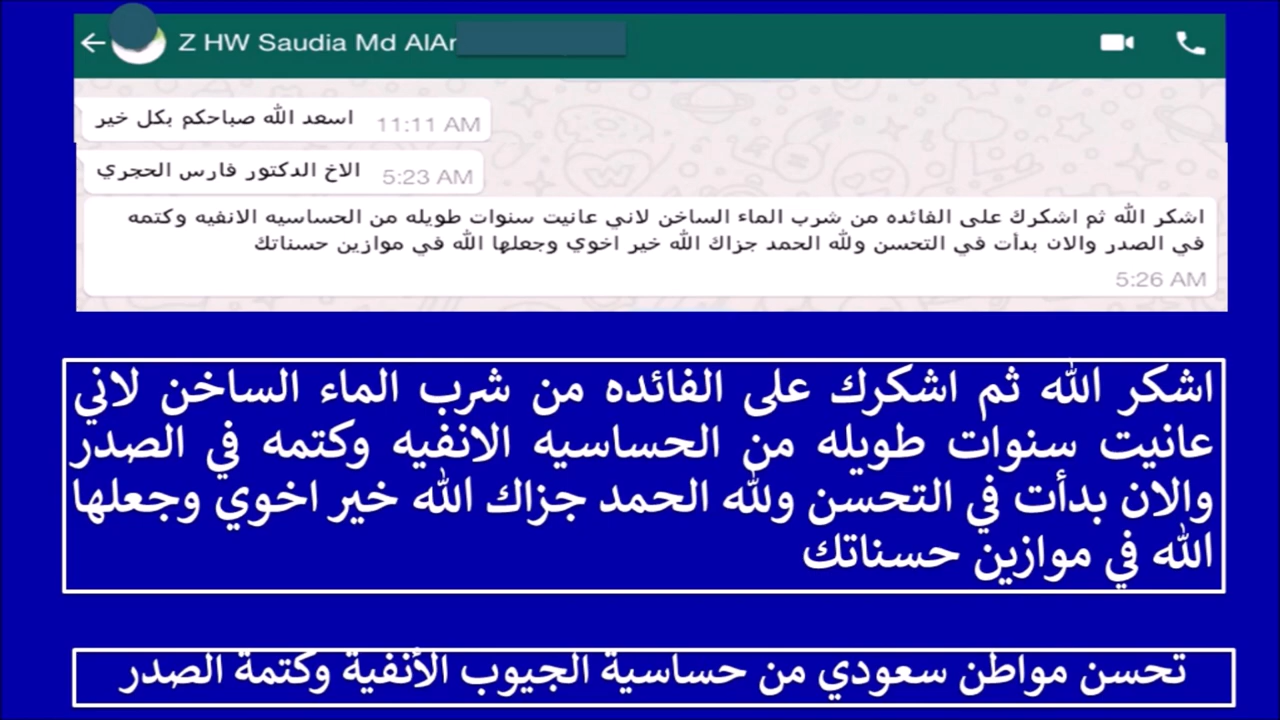 Z HW Saudia Md AlAr
اسعد الله صباحكم بكل خير 11:11 AM
الاخ الدكتور فارس الحجري 5:23 AM
اشكر الله ثم اشكرك على الفائده من شرب الماء الساخن لاني عانيت سنوات طويله من الحساسيه الانفيه وكتمه
في الصدر والان بدأت في التحسن ولله الحمد جزاك الله خير اخوي وجعلها الله في موازين حسناتك
5:26 AM
اشكر الله ثم اشكرك على الفائده من شرب الماء الساخن لاني
عانيت سنوات طويله من الحساسيه الانفيه وكتمه في الصدر
والان بدأت في التحسن ولله الحمد جزاك الله خير اخوي وجعلها
الله في موازين حسناتك
تحسن مواطن سعودي من حساسية الجيوب الأنفية وكتمة الصدر